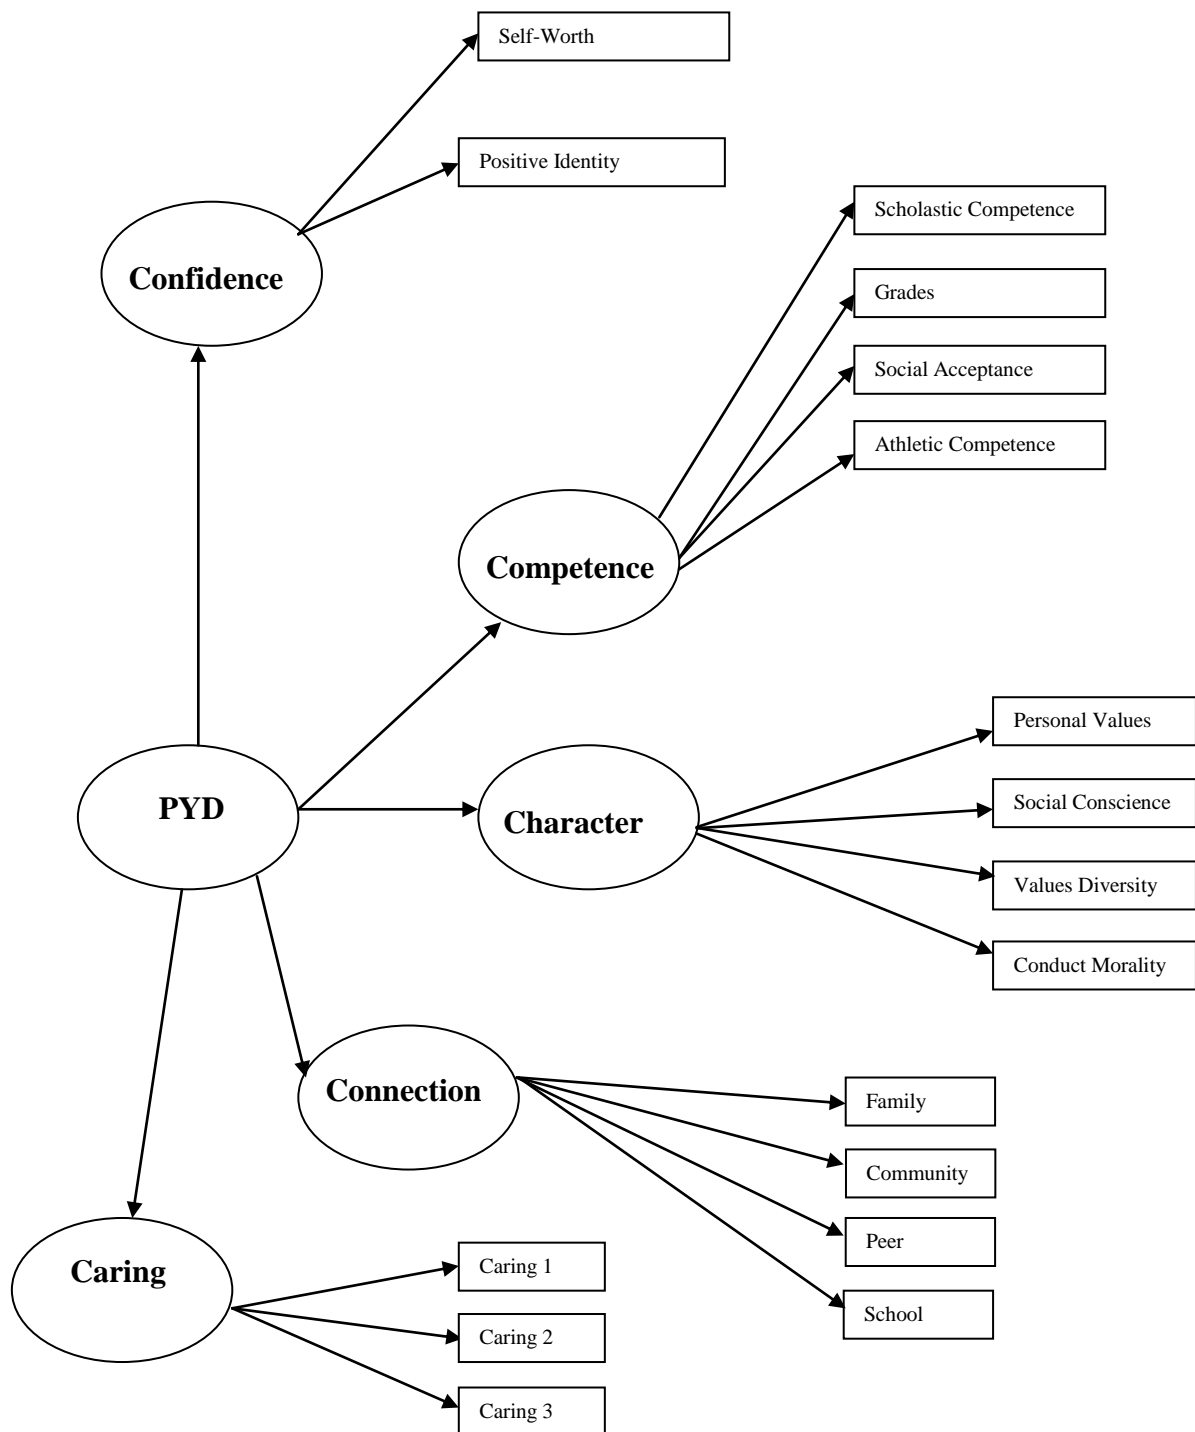 Self-Worth
Positive Identity
Scholastic Competence
Confidence
Grades
Social Acceptance
Athletic Competence
Competence
Personal Values
PYD
Social Conscience
Character
Values Diversity
Conduct Morality
Connection
Family
Community
Peer
Caring
Caring 1
School
Caring 2
Caring 3